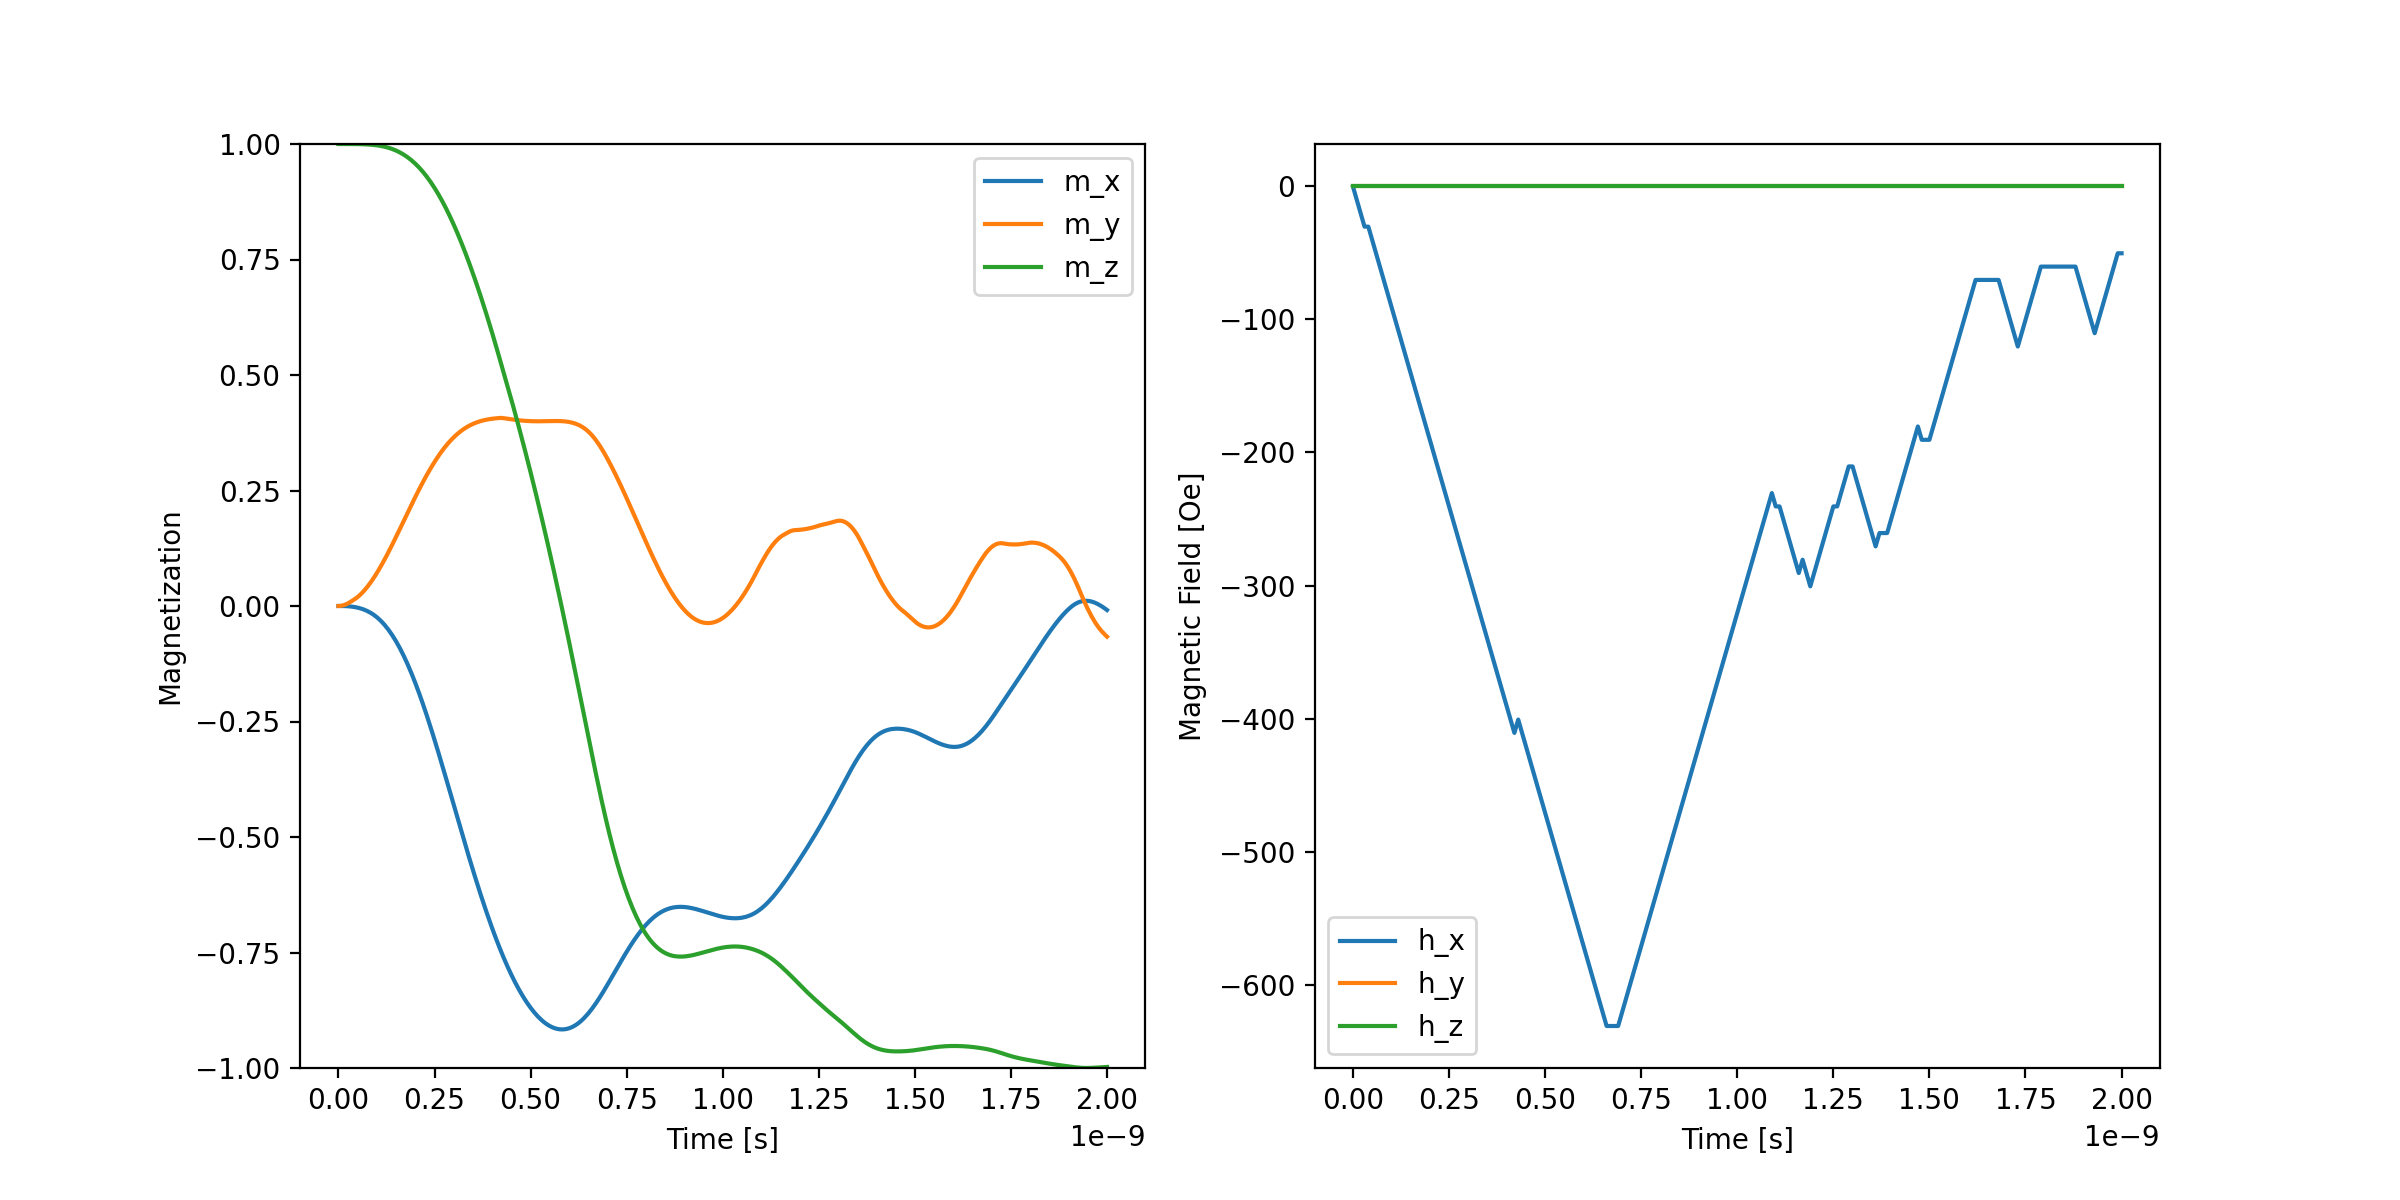 1.00
0.75
0.50
0.25
0.00
−0.25
−0.50
−0.75
−1.00
Magnetization
m_x
m_y
m_z
0.00 0.25 0.50 0.75 1.00 1.25 1.50 1.75 2.00
Time [s]
1e−9
0
−100
−200
−300
−400
−500
−600
Magnetic Field [Oe]
h_x
h_y
h_z
0.00 0.25 0.50 0.75 1.00 1.25 1.50 1.75 2.00
Time [s]
1e−9